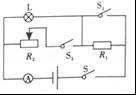 L S₁
R₂ S₂ R₁
A S